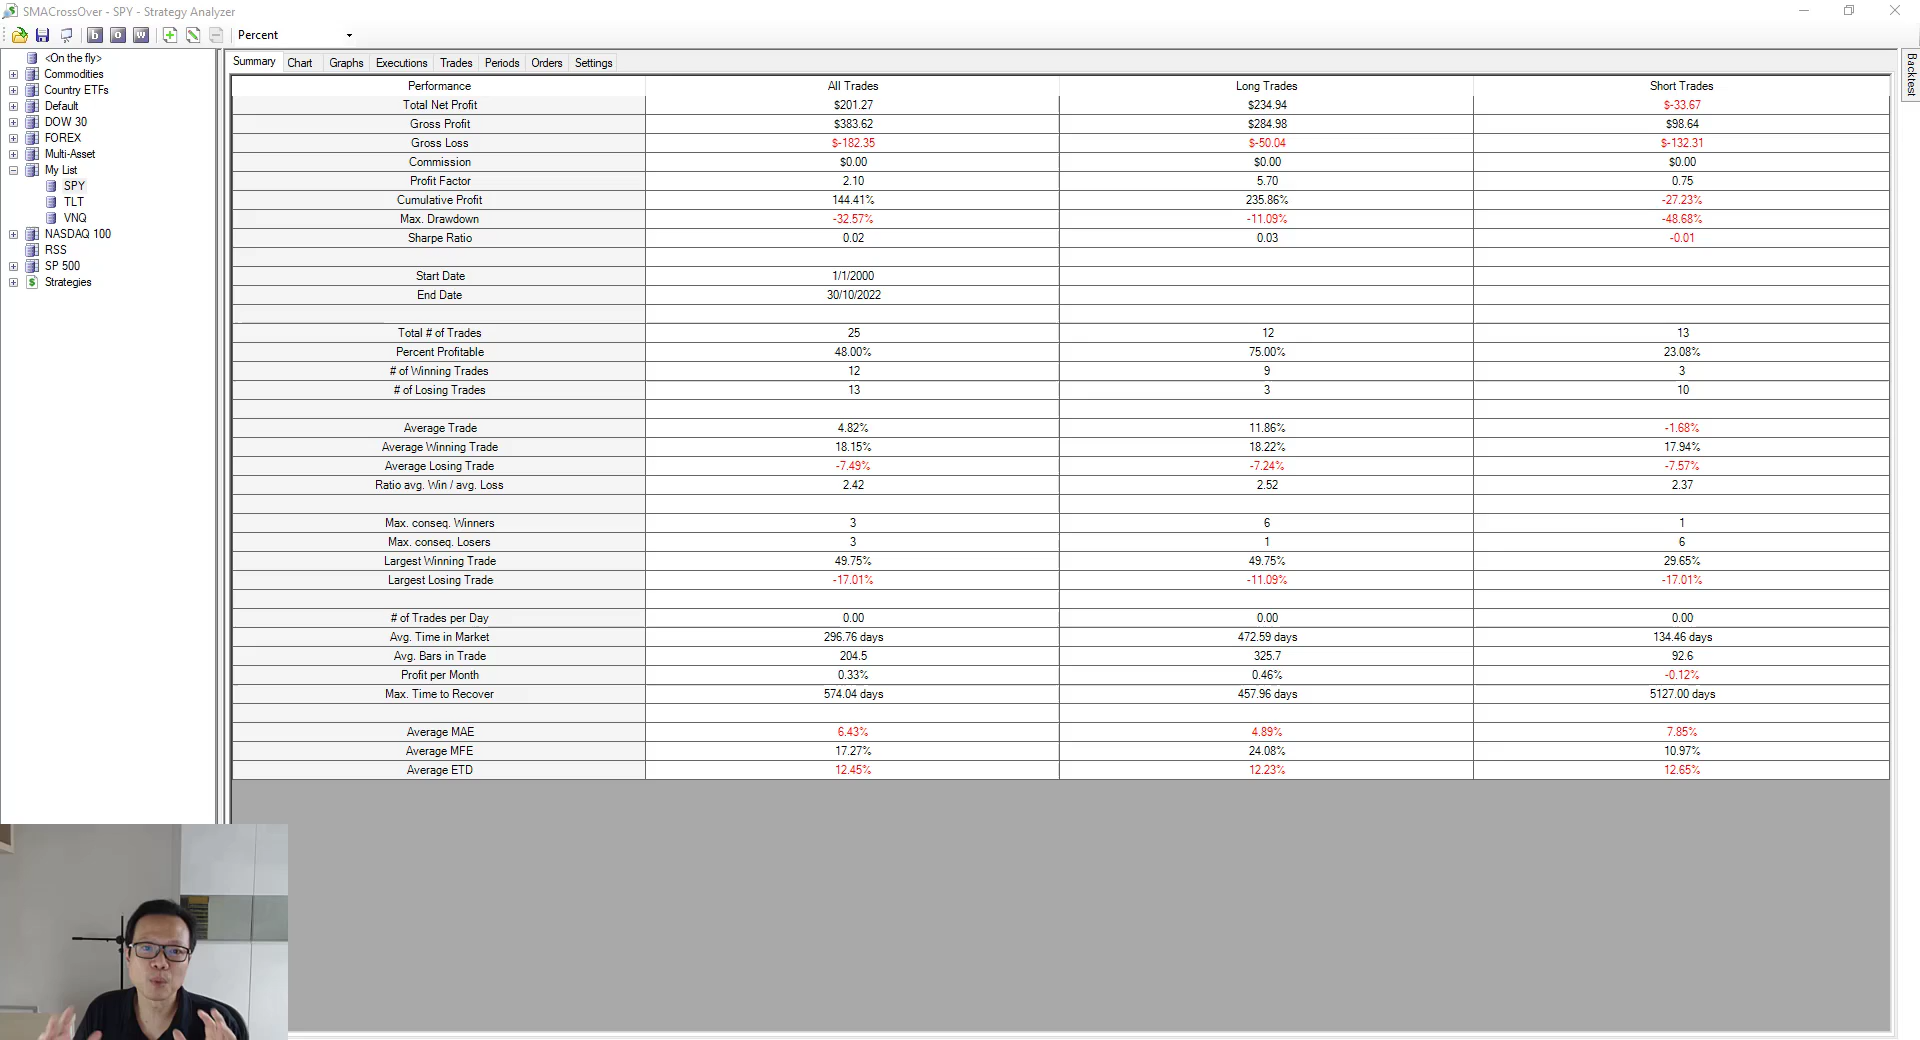 SMACrossOver - SPY - Strategy Analyzer
b o w Percent
<On the fly>
Commodities
Country ETFs
Default
DOW 30
FOREX
Multi-Asset
My List
SPY
TLT
VNQ
NASDAQ 100
RSS
SP 500
Strategies
Summary Chart Graphs Executions Trades Periods Orders Settings
Performance All Trades Long Trades Short Trades
Total Net Profit $201.27 $234.94 $-33.67
Gross Profit $383.62 $284.98 $98.64
Gross Loss $-182.35 $-50.04 $-132.31
Commission $0.00 $0.00 $0.00
Profit Factor 2.10 5.70 0.75
Cumulative Profit 144.41% 235.86% -27.23%
Max. Drawdown -32.57% -11.09% -48.68%
Sharpe Ratio 0.02 0.03 -0.01
Start Date 1/1/2000
End Date 30/10/2022
Total # of Trades 25 12 13
Percent Profitable 48.00% 75.00% 23.08%
# of Winning Trades 12 9 3
# of Losing Trades 13 3 10
Average Trade 4.82% 11.86% -1.68%
Average Winning Trade 18.15% 18.22% 17.94%
Average Losing Trade -7.49% -7.24% -7.57%
Ratio avg. Win / avg. Loss 2.42 2.52 2.37
Max. conseq. Winners 3 6 1
Max. conseq. Losers 3 1 6
Largest Winning Trade 49.75% 49.75% 29.65%
Largest Losing Trade -17.01% -11.09% -17.01%
# of Trades per Day 0.00 0.00 0.00
Avg. Time in Market 296.76 days 472.59 days 134.46 days
Avg. Bars in Trade 204.5 325.7 92.6
Profit per Month 0.33% 0.46% -0.12%
Max. Time to Recover 574.04 days 457.96 days 5127.00 days
Average MAE 6.43% 4.89% 7.85%
Average MFE 17.27% 24.08% 10.97%
Average ETD 12.45% 12.23% 12.65%
Backtest